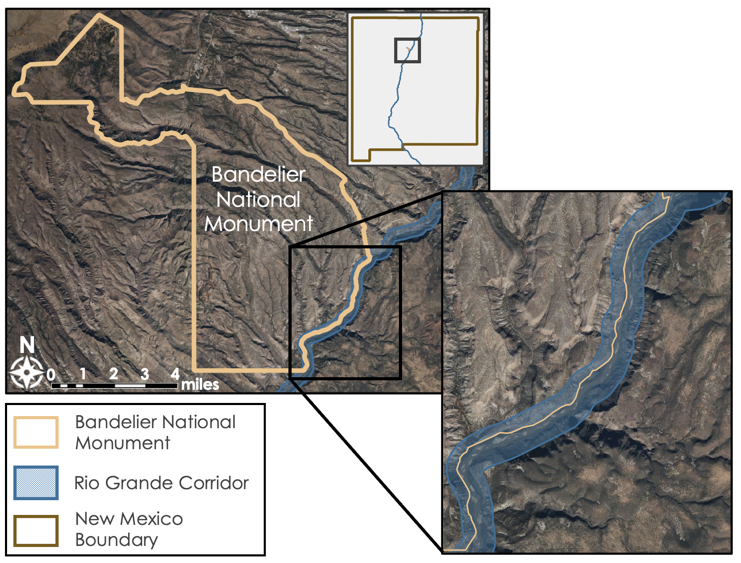 Bandelier
National
Monument
N
0 1 2 3 4
miles
Bandelier National
Monument
Rio Grande Corridor
New Mexico
Boundary